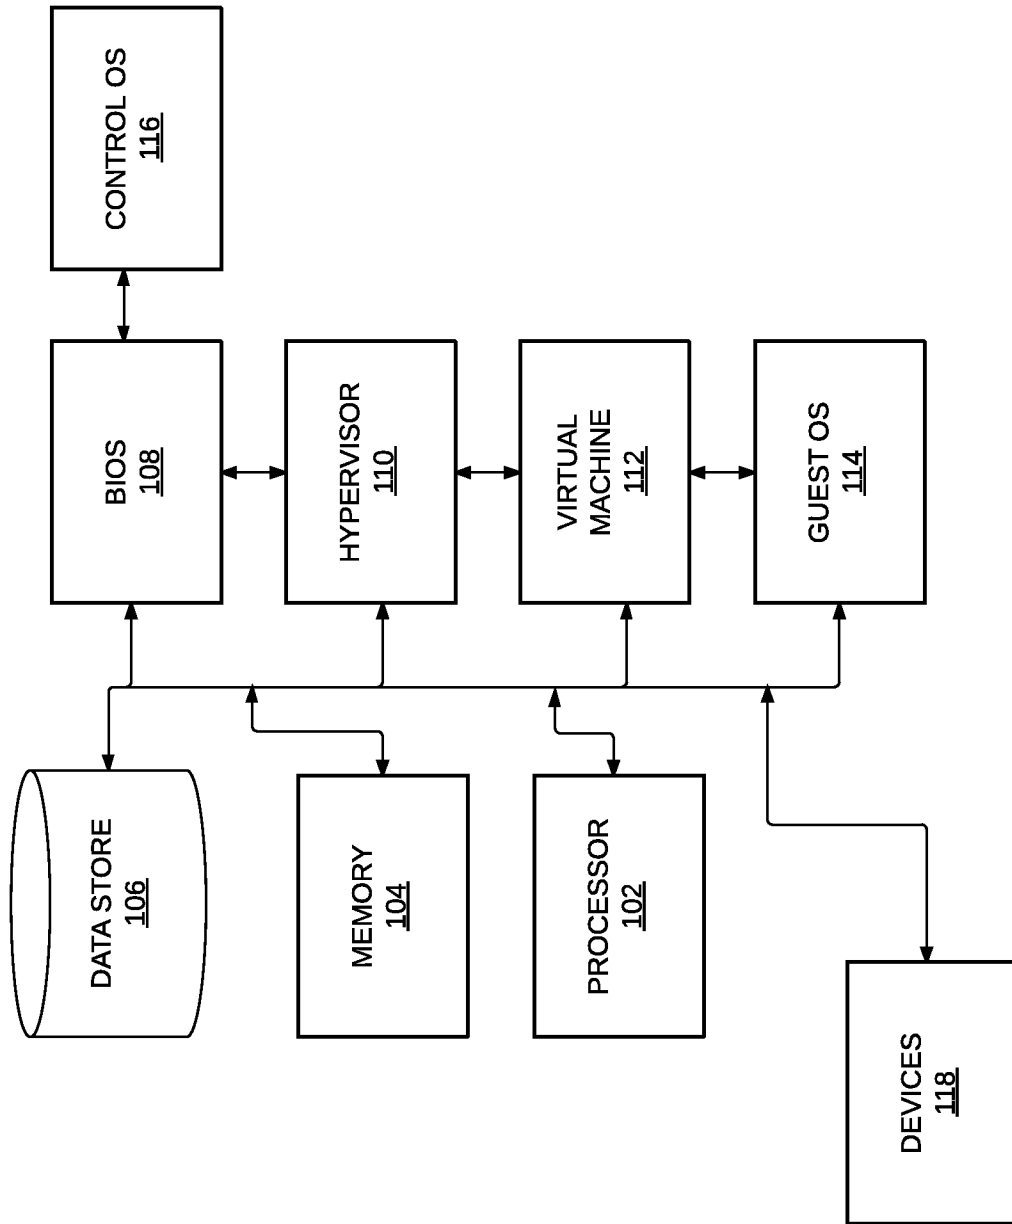 CONTROL OS
116
BIOS
108
HYPERVISOR
110
VIRTUAL
MACHINE
112
GUEST OS
114
DATA STORE
106
MEMORY
104
PROCESSOR
102
DEVICES
118